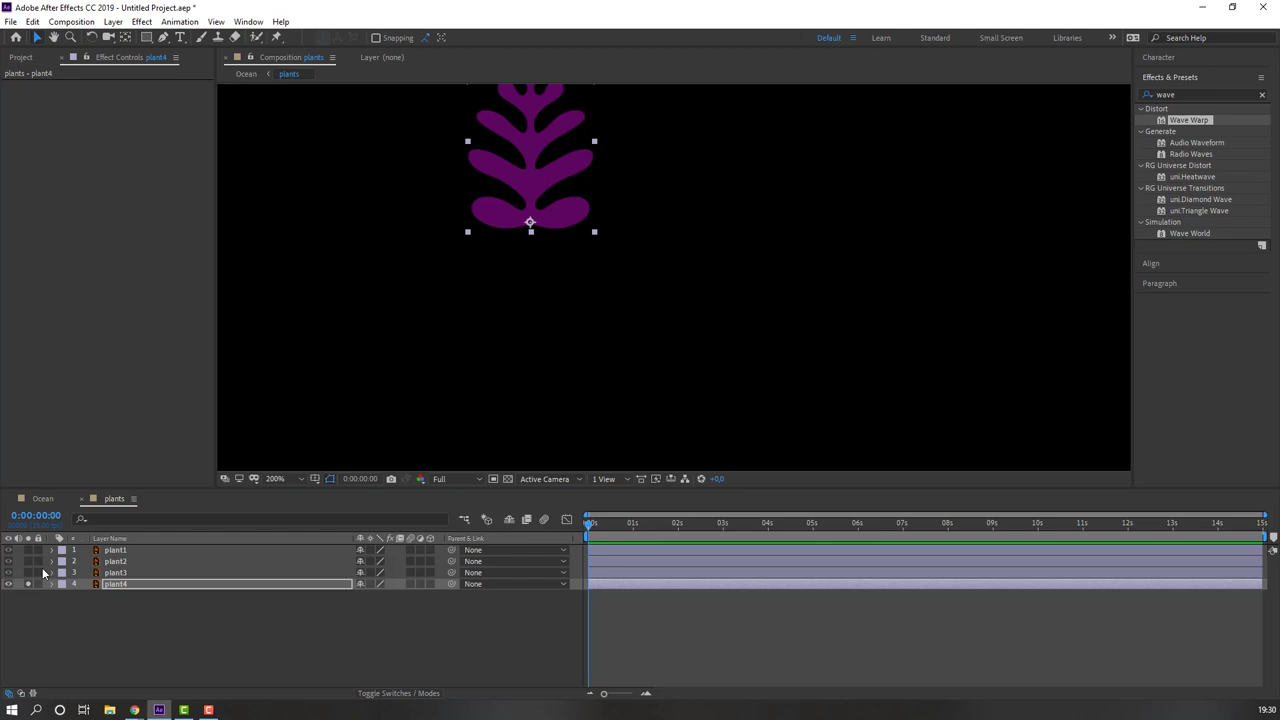 Adobe After Effects CC 2019 - Untitled Project.aep *
File Edit Composition Layer Effect Animation View Window Help
Snapping Default Learn Standard Small Screen Libraries Search Help
Project Effect Controls plant4 Composition plants Layer (none) Character
plants • plant4 Ocean plants Effects & Presets
wave
Distort
Wave Warp
Generate
Audio Waveform
Radio Waves
RG Universe Distort
uni.Heatwave
RG Universe Transitions
uni.Diamond Wave
uni.Triangle Wave
Simulation
Wave World
Align
Paragraph
200% 0:00:00:00 Full Active Camera 1 View +0,0
Ocean plants
0:00:00:00
# Layer Name Parent & Link 01s 02s 03s 04s 05s 06s 07s 08s 09s 10s 11s 12s 13s 14s 15s
1 plant1 None
2 plant2 None
3 plant3 None
4 plant4 None
Toggle Switches / Modes
19:30